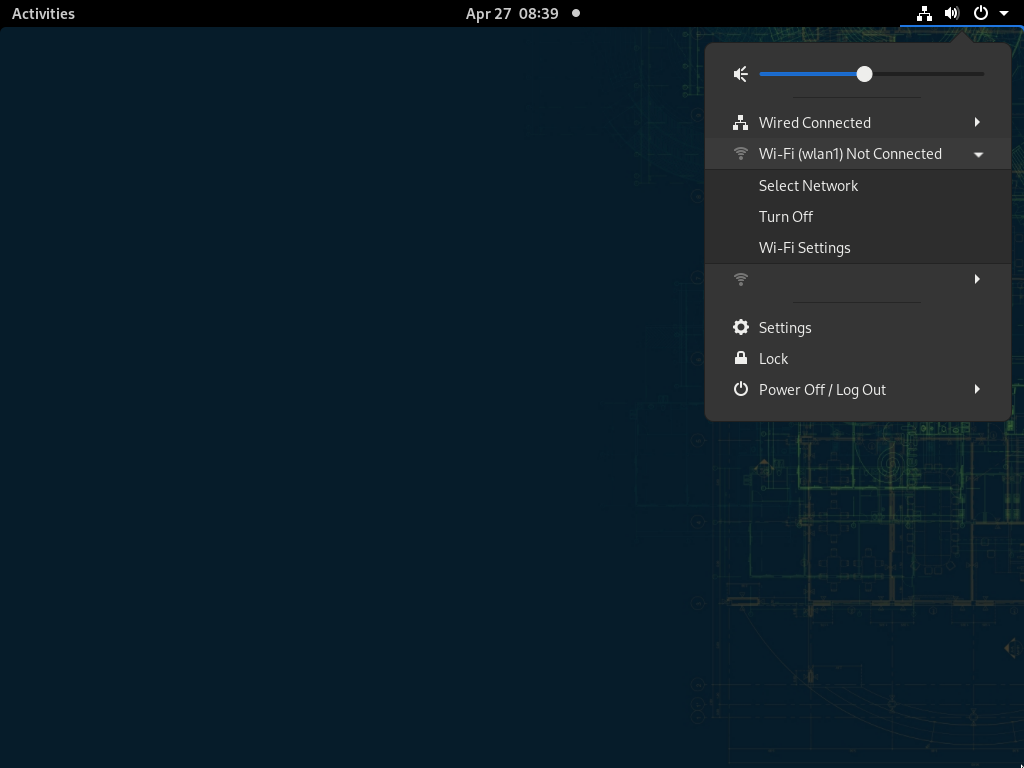 Activities
Apr 27 08:39
Wired Connected
Wi-Fi (wlan1) Not Connected
Select Network
Turn Off
Wi-Fi Settings
Settings
Lock
Power Off / Log Out